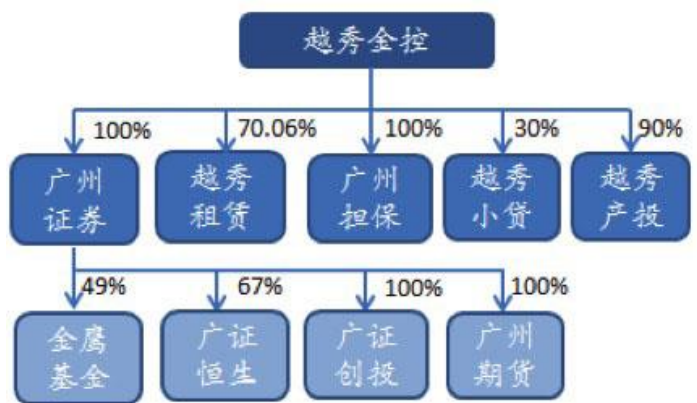 越秀金控
100%
70.06%
100%
30%
90%
广州
证券
越秀
租赁
广州
担保
越秀
小贷
越秀
产投
49%
67%
100%
100%
金鹰
基金
广证
恒生
广证
创投
广州
期货